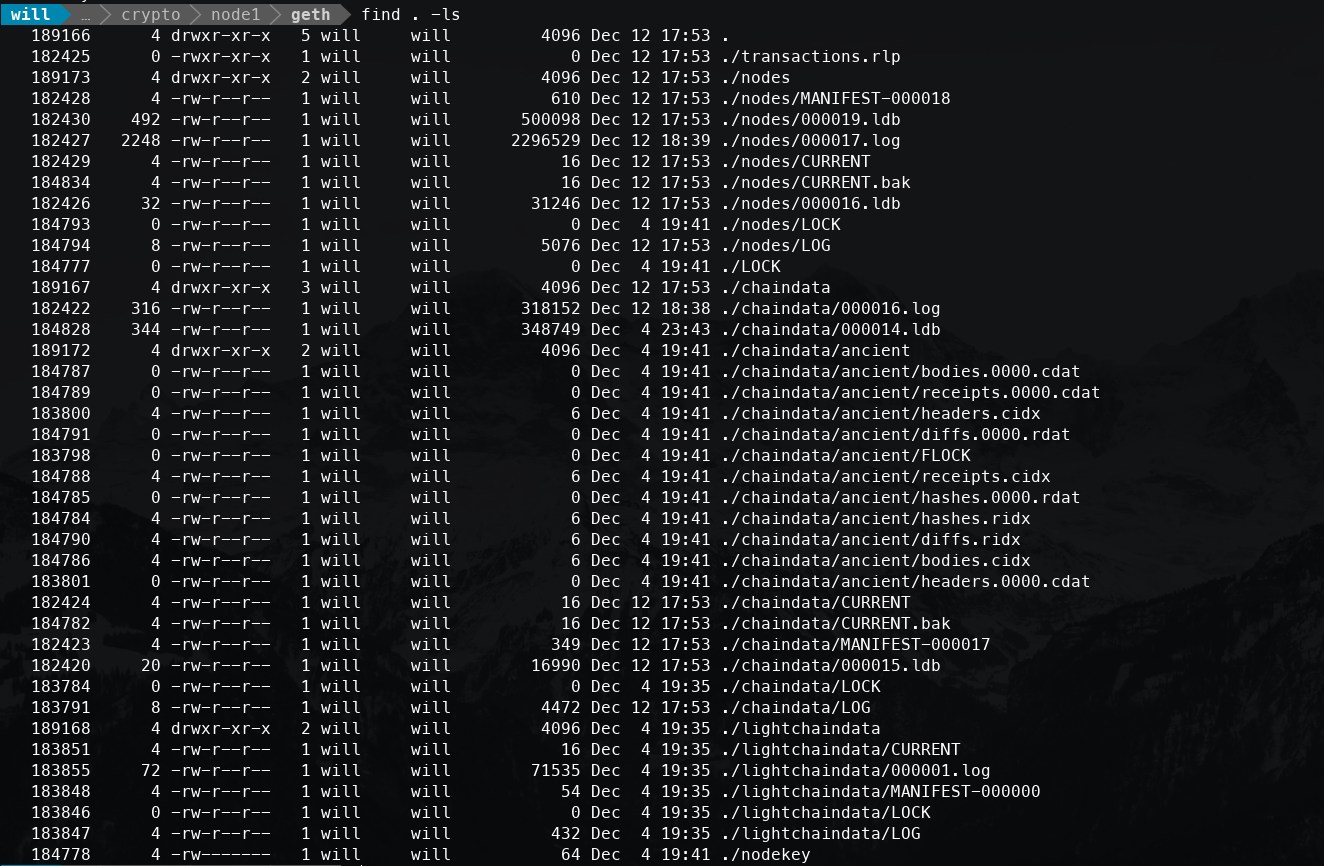 will … crypto node1 geth find . -ls
189166 4 drwxr-xr-x 5 will will 4096 Dec 12 17:53 .
182425 0 -rwxr-xr-x 1 will will 0 Dec 12 17:53 ./transactions.rlp
189173 4 drwxr-xr-x 2 will will 4096 Dec 12 17:53 ./nodes
182428 4 -rw-r--r-- 1 will will 610 Dec 12 17:53 ./nodes/MANIFEST-000018
182430 492 -rw-r--r-- 1 will will 500098 Dec 12 17:53 ./nodes/000019.ldb
182427 2248 -rw-r--r-- 1 will will 2296529 Dec 12 18:39 ./nodes/000017.log
182429 4 -rw-r--r-- 1 will will 16 Dec 12 17:53 ./nodes/CURRENT
184834 4 -rw-r--r-- 1 will will 16 Dec 12 17:53 ./nodes/CURRENT.bak
182426 32 -rw-r--r-- 1 will will 31246 Dec 12 17:53 ./nodes/000016.ldb
184793 0 -rw-r--r-- 1 will will 0 Dec 4 19:41 ./nodes/LOCK
184794 8 -rw-r--r-- 1 will will 5076 Dec 12 17:53 ./nodes/LOG
184777 0 -rw-r--r-- 1 will will 0 Dec 4 19:41 ./LOCK
189167 4 drwxr-xr-x 3 will will 4096 Dec 12 17:53 ./chaindata
182422 316 -rw-r--r-- 1 will will 318152 Dec 12 18:38 ./chaindata/000016.log
184828 344 -rw-r--r-- 1 will will 348749 Dec 4 23:43 ./chaindata/000014.ldb
189172 4 drwxr-xr-x 2 will will 4096 Dec 4 19:41 ./chaindata/ancient
184787 0 -rw-r--r-- 1 will will 0 Dec 4 19:41 ./chaindata/ancient/bodies.0000.cdat
184789 0 -rw-r--r-- 1 will will 0 Dec 4 19:41 ./chaindata/ancient/receipts.0000.cdat
183800 4 -rw-r--r-- 1 will will 6 Dec 4 19:41 ./chaindata/ancient/headers.cidx
184791 0 -rw-r--r-- 1 will will 0 Dec 4 19:41 ./chaindata/ancient/diffs.0000.rdat
183798 0 -rw-r--r-- 1 will will 0 Dec 4 19:41 ./chaindata/ancient/FLOCK
184788 4 -rw-r--r-- 1 will will 6 Dec 4 19:41 ./chaindata/ancient/receipts.cidx
184785 0 -rw-r--r-- 1 will will 0 Dec 4 19:41 ./chaindata/ancient/hashes.0000.rdat
184784 4 -rw-r--r-- 1 will will 6 Dec 4 19:41 ./chaindata/ancient/hashes.ridx
184790 4 -rw-r--r-- 1 will will 6 Dec 4 19:41 ./chaindata/ancient/diffs.ridx
184786 4 -rw-r--r-- 1 will will 6 Dec 4 19:41 ./chaindata/ancient/bodies.cidx
183801 0 -rw-r--r-- 1 will will 0 Dec 4 19:41 ./chaindata/ancient/headers.0000.cdat
182424 4 -rw-r--r-- 1 will will 16 Dec 12 17:53 ./chaindata/CURRENT
184782 4 -rw-r--r-- 1 will will 16 Dec 12 17:53 ./chaindata/CURRENT.bak
182423 4 -rw-r--r-- 1 will will 349 Dec 12 17:53 ./chaindata/MANIFEST-000017
182420 20 -rw-r--r-- 1 will will 16990 Dec 12 17:53 ./chaindata/000015.ldb
183784 0 -rw-r--r-- 1 will will 0 Dec 4 19:35 ./chaindata/LOCK
183791 8 -rw-r--r-- 1 will will 4472 Dec 12 17:53 ./chaindata/LOG
189168 4 drwxr-xr-x 2 will will 4096 Dec 4 19:35 ./lightchaindata
183851 4 -rw-r--r-- 1 will will 16 Dec 4 19:35 ./lightchaindata/CURRENT
183855 72 -rw-r--r-- 1 will will 71535 Dec 4 19:35 ./lightchaindata/000001.log
183848 4 -rw-r--r-- 1 will will 54 Dec 4 19:35 ./lightchaindata/MANIFEST-000000
183846 0 -rw-r--r-- 1 will will 0 Dec 4 19:35 ./lightchaindata/LOCK
183847 4 -rw-r--r-- 1 will will 432 Dec 4 19:35 ./lightchaindata/LOG
184778 4 -rw------- 1 will will 64 Dec 4 19:41 ./nodekey